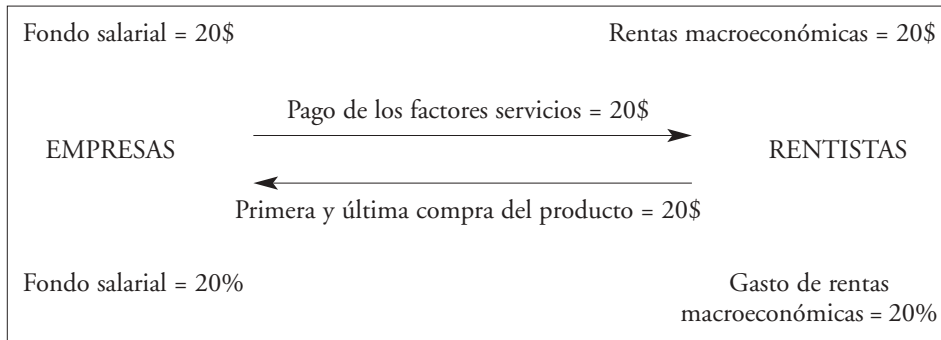 Fondo salarial = 20$
Rentas macroeconómicas = 20$
Pago de los factores servicios = 20$
EMPRESAS
RENTISTAS
Primera y última compra del producto = 20$
Fondo salarial = 20%
Gasto de rentas
macroeconómicas = 20%